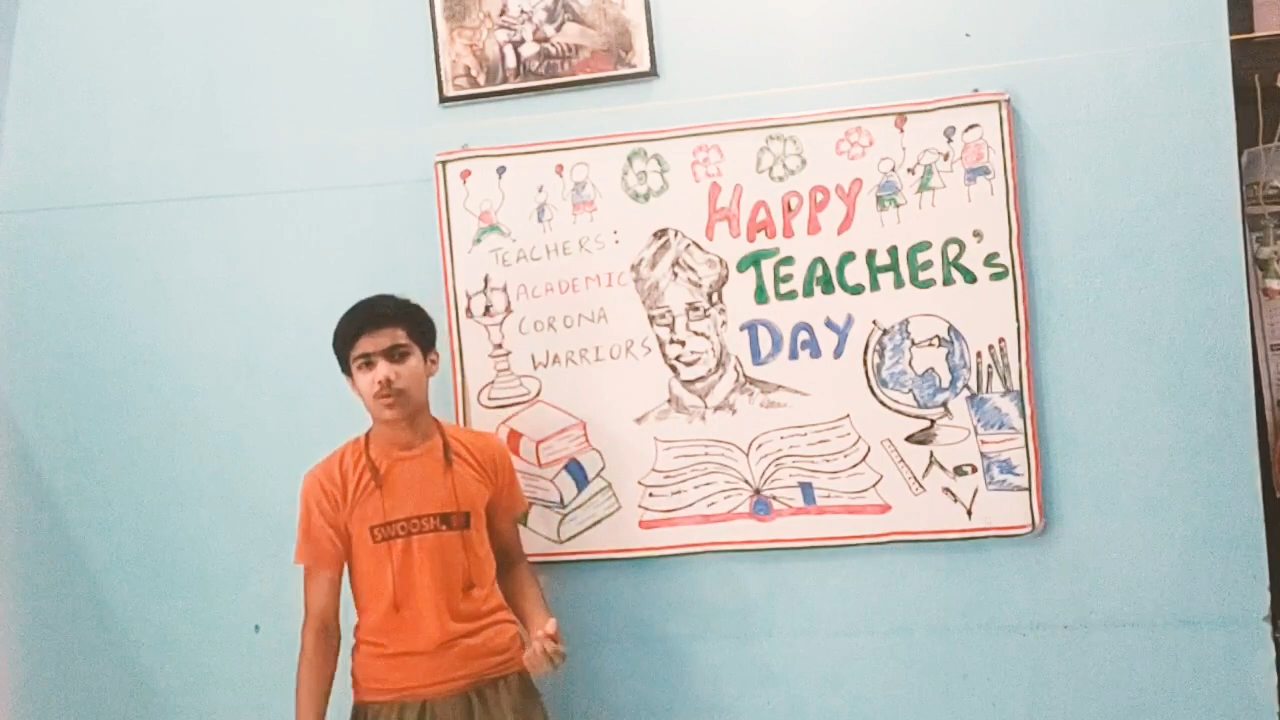 HAPPY
TEACHER's
DAY
TEACHERS:
ACADEMIC
CORONA
WARRIORS
SWOOSH.